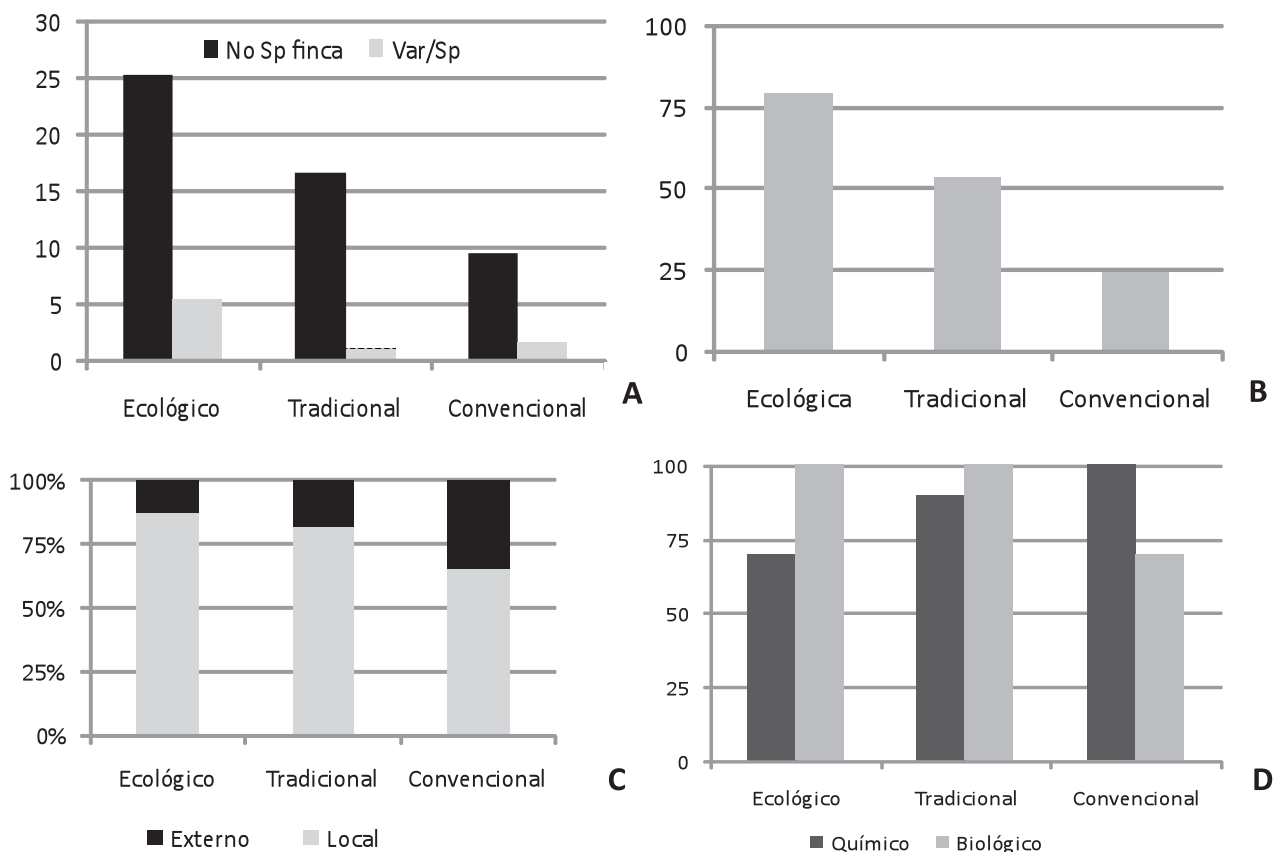 30
25
20
15
10
5
0
No Sp finca Var/Sp
Ecológico Tradicional Convencional
A
100
75
50
25
0
Ecológica Tradicional Convencional
B
100%
75%
50%
25%
0%
Ecológico Tradicional Convencional
C
Externo Local
100
75
50
25
0
Ecológico Tradicional Convencional
D
Químico Biológico